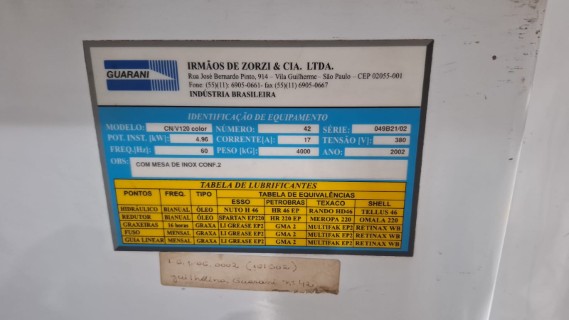 GUARANI
IRMÃOS DE ZORZI & CIA. LTDA.
Rua José Bernardo Pinto, 914 – Vila Guilherme – São Paulo – CEP 02055-001
Fone: (55)(11) 6905-0661- fax (55)(11) 6905-0667
INDÚSTRIA BRASILEIRA
IDENTIFICAÇÃO DE EQUIPAMENTO
MODELO: CN/V120 color NÚMERO: 42 SÉRIE: 049B21/02
POT. INST. [kW]: 4.96 CORRENTE[A]: 17 TENSÃO [V]: 380
FREQ.[Hz]: 60 PESO [kG]: 4000 ANO: 2002
OBS: COM MESA DE INOX CONF.2
TABELA DE LUBRIFICANTES
PONTOS FREQ. TIPO TABELA DE EQUIVALÊNCIAS
ESSO PETROBRAS TEXACO SHELL
HIDRÁULICO BIANUAL ÓLEO NUTO H 46 HR 46 EP RANDO HD46 TELLUS 46
REDUTOR BIANUAL ÓLEO SPARTAN EP220 HR 220 EP MEROPA 220 OMALA 220
GRAXEIRAS 16 horas GRAXA LI GREASE EP2 GMA 2 MULTIFAK EP2 RETINAX WB
FUSO MENSAL GRAXA LI GREASE EP2 GMA 2 MULTIFAK EP2 RETINAX WB
GUIA LINEAR MENSAL GRAXA LI GREASE EP2 GMA 2 MULTIFAK EP2 RETINAX WB
guilhotina Guarani